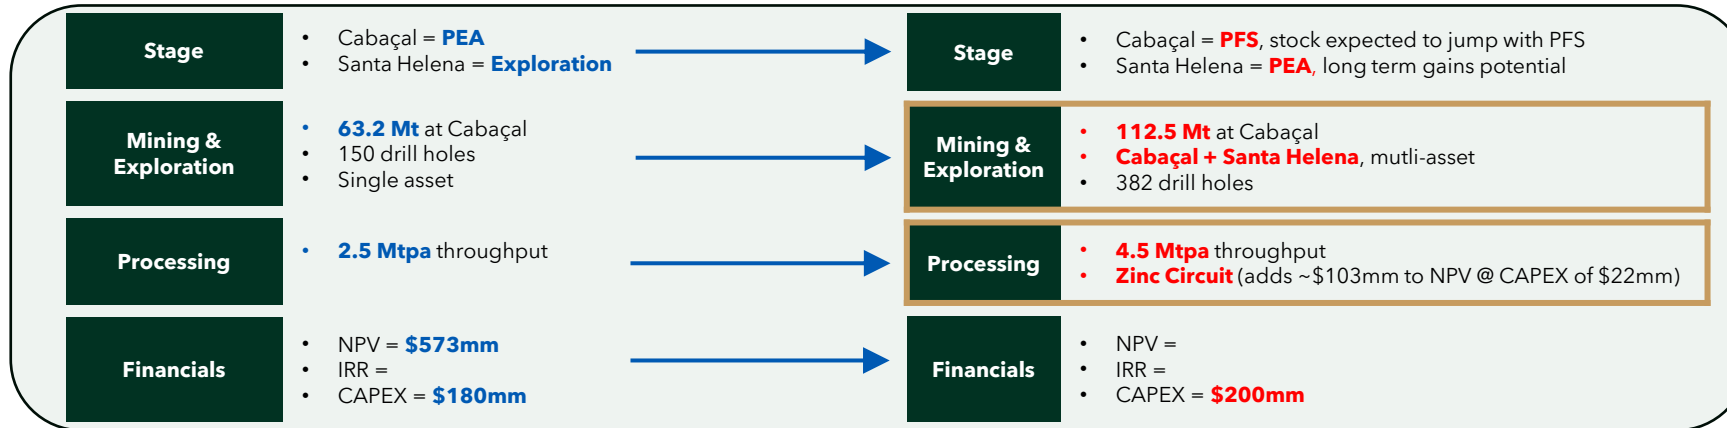 Stage
• Cabaçal = PEA
• Santa Helena = Exploration
Stage
• Cabaçal = PFS, stock expected to jump with PFS
• Santa Helena = PEA, long term gains potential
Mining &
Exploration
• 63.2 Mt at Cabaçal
• 150 drill holes
• Single asset
Mining &
Exploration
• 112.5 Mt at Cabaçal
• Cabaçal + Santa Helena, mutli-asset
• 382 drill holes
Processing
• 2.5 Mtpa throughput
Processing
• 4.5 Mtpa throughput
• Zinc Circuit (adds ~$103mm to NPV @ CAPEX of $22mm)
Financials
• NPV = $573mm
• IRR =
• CAPEX = $180mm
Financials
• NPV =
• IRR =
• CAPEX = $200mm